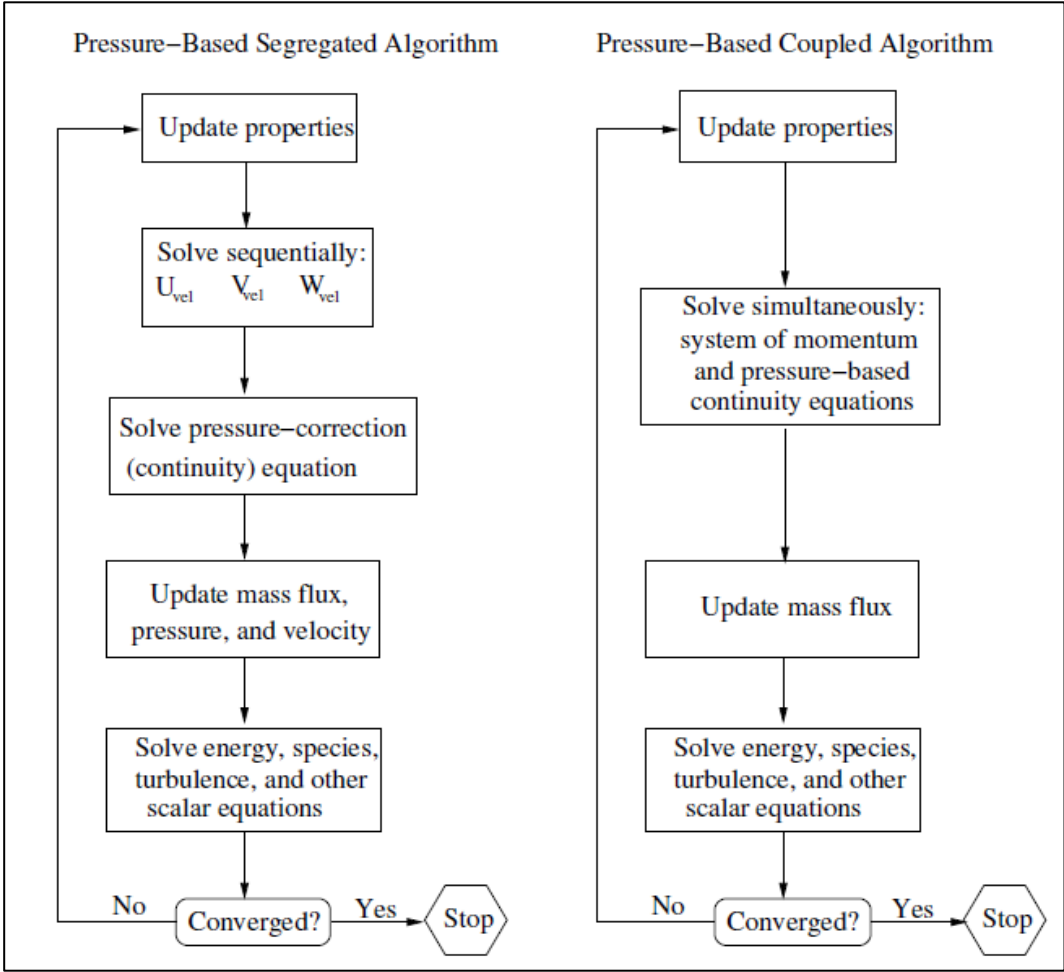 Pressure−Based Segregated Algorithm
Update properties
Solve sequentially:
U_vel V_vel W_vel
Solve pressure−correction
(continuity) equation
Update mass flux,
pressure, and velocity
Solve energy, species,
turbulence, and other
scalar equations
No
Converged?
Yes
Stop
Pressure−Based Coupled Algorithm
Update properties
Solve simultaneously:
system of momentum
and pressure−based
continuity equations
Update mass flux
Solve energy, species,
turbulence, and other
scalar equations
No
Converged?
Yes
Stop